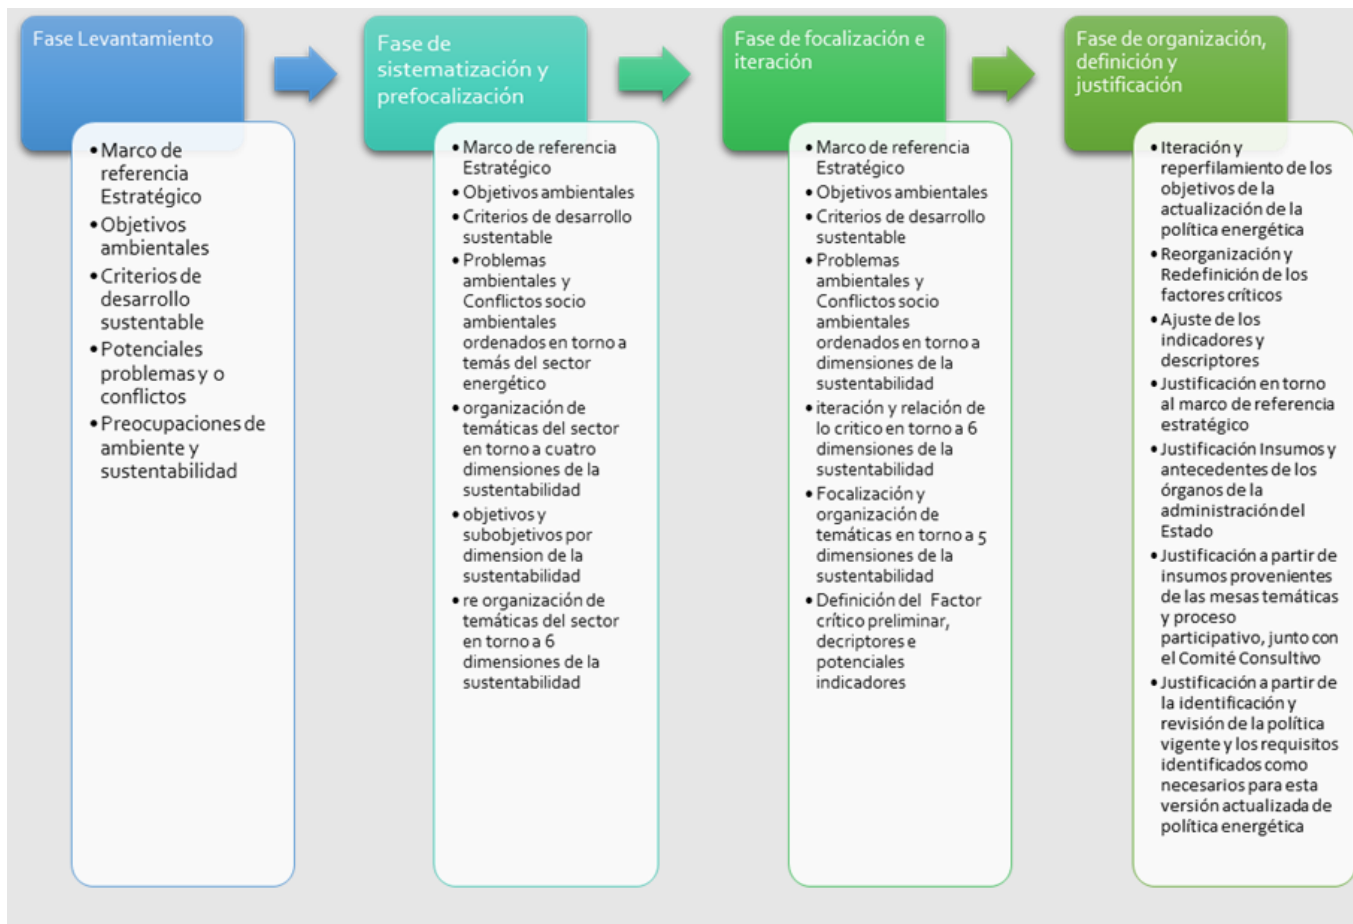 Fase Levantamiento
• Marco de
referencia
Estratégico
• Objetivos
ambientales
• Criterios de
desarrollo
sustentable
• Potenciales
problemas y o
conflictos
• Preocupaciones de
ambiente y
sustentabilidad
Fase de
sistematización y
prefocalización
• Marco de referencia
Estratégico
• Objetivos ambientales
• Criterios de desarrollo
sustentable
• Problemas
ambientales y
Conflictos socio
ambientales
ordenados en torno a
temás del sector
energético
• organización de
temáticas del sector
en torno a cuatro
dimensiones de la
sustentabilidad
• objetivos y
subobjetivos por
dimension de la
sustentabilidad
• re organización de
temáticas del sector
en torno a 6
dimensiones de la
sustentabilidad
Fase de focalización e
iteración
• Marco de referencia
Estratégico
• Objetivos ambientales
• Criterios de desarrollo
sustentable
• Problemas
ambientales y
Conflictos socio
ambientales
ordenados en torno a
dimensiones de la
sustentabilidad
• iteración y relación de
lo critico en torno a 6
dimensiones de la
sustentabilidad
• Focalización y
organización de
temáticas en torno a 5
dimensiones de la
sustentabilidad
• Definición del Factor
crítico preliminar,
decriptores e
potenciales
indicadores
Fase de organización,
definición y
justificación
• Iteración y
reperfilamiento de los
objetivos de la
actualización de la
política energética
• Reorganización y
Redefinición de los
factores críticos
• Ajuste de los
indicadores y
descriptores
• Justificación en torno
al marco de referencia
estratégico
• Justificación Insumos y
antecedentes de los
órganos de la
administración del
Estado
• Justificación a partir de
insumos provenientes
de las mesas temáticas
y proceso
participativo, junto con
el Comité Consultivo
• Justificación a partir de
la identificación y
revisión de la política
vigente y los requisitos
identificados como
necesarios para esta
versión actualizada de
política energética